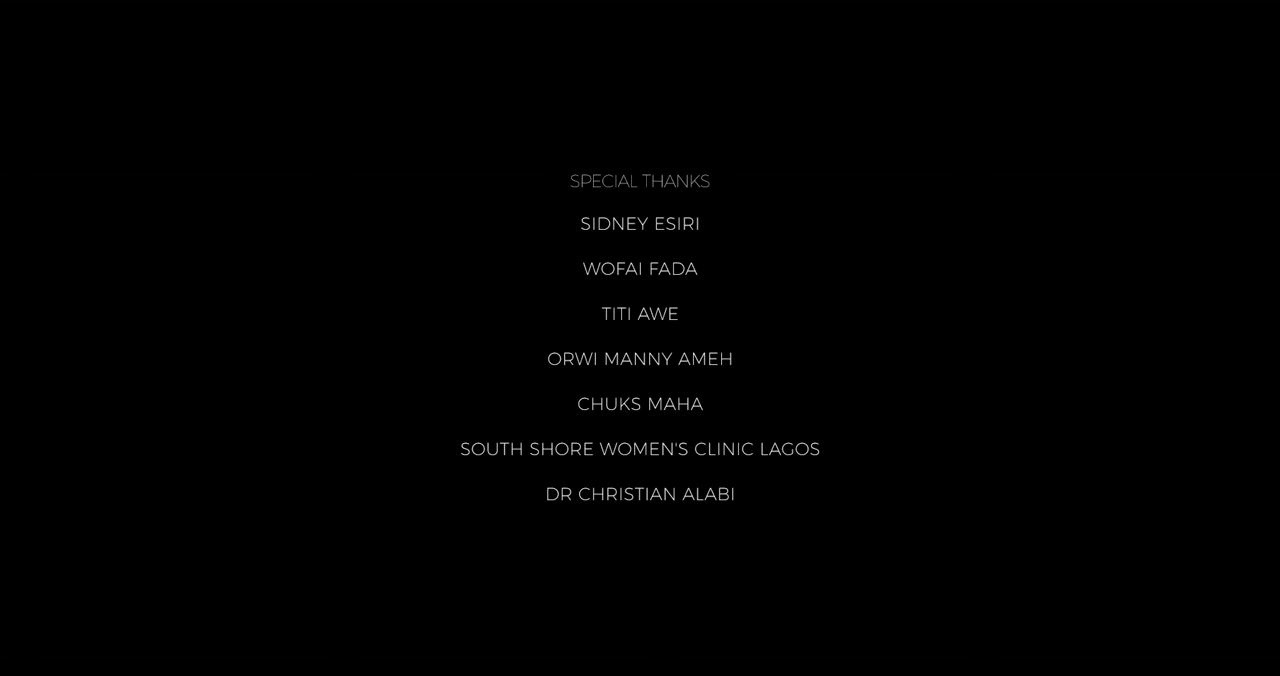 SPECIAL THANKS
SIDNEY ESIRI
WOFAI FADA
TITI AWE
ORWI MANNY AMEH
CHUKS MAHA
SOUTH SHORE WOMEN'S CLINIC LAGOS
DR CHRISTIAN ALABI